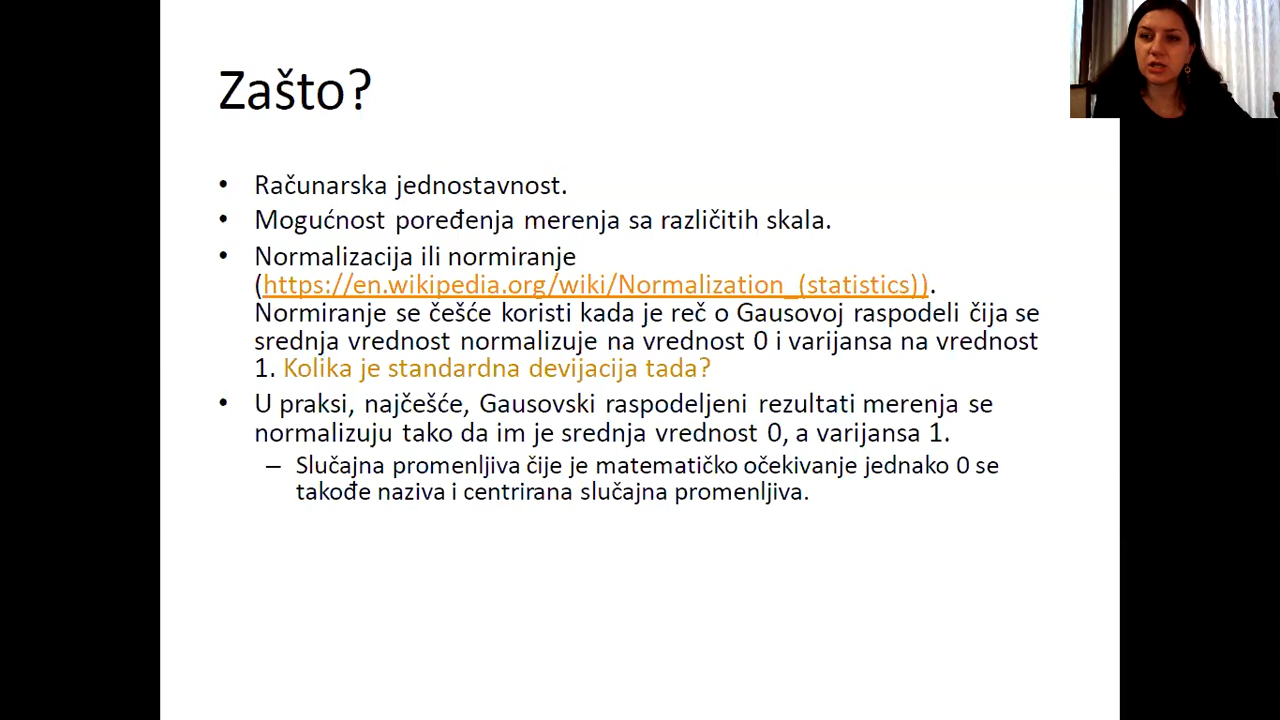 Zašto?
• Računarska jednostavnost.
• Mogućnost poređenja merenja sa različitih skala.
• Normalizacija ili normiranje
(https://en.wikipedia.org/wiki/Normalization_(statistics)).
Normiranje se češće koristi kada je reč o Gausovoj raspodeli čija se
srednja vrednost normalizuje na vrednost 0 i varijansa na vrednost
1. Kolika je standardna devijacija tada?
• U praksi, najčešće, Gausovski raspodeljeni rezultati merenja se
normalizuju tako da im je srednja vrednost 0, a varijansa 1.
– Slučajna promenljiva čije je matematičko očekivanje jednako 0 se
takođe naziva i centrirana slučajna promenljiva.